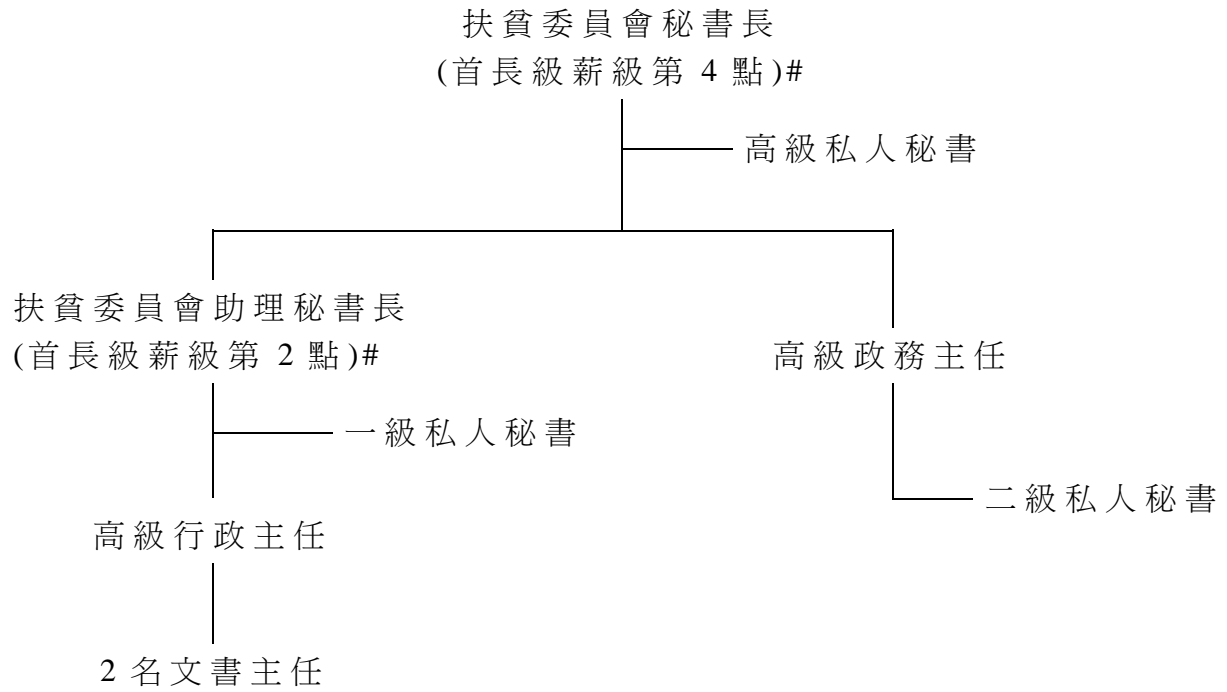 扶貧委員會秘書長
(首長級薪級第 4 點)#
高級私人秘書
扶貧委員會助理秘書長
(首長級薪級第 2 點)#
高級政務主任
一級私人秘書
二級私人秘書
高級行政主任
2 名文書主任